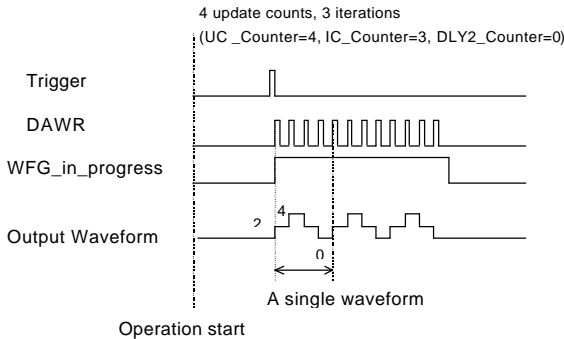 4 update counts, 3 iterations
(UC _Counter=4, IC_Counter=3, DLY2_Counter=0)
Trigger
DAWR
WFG_in_progress
4
2
Output Waveform
0
A single waveform
Operation start